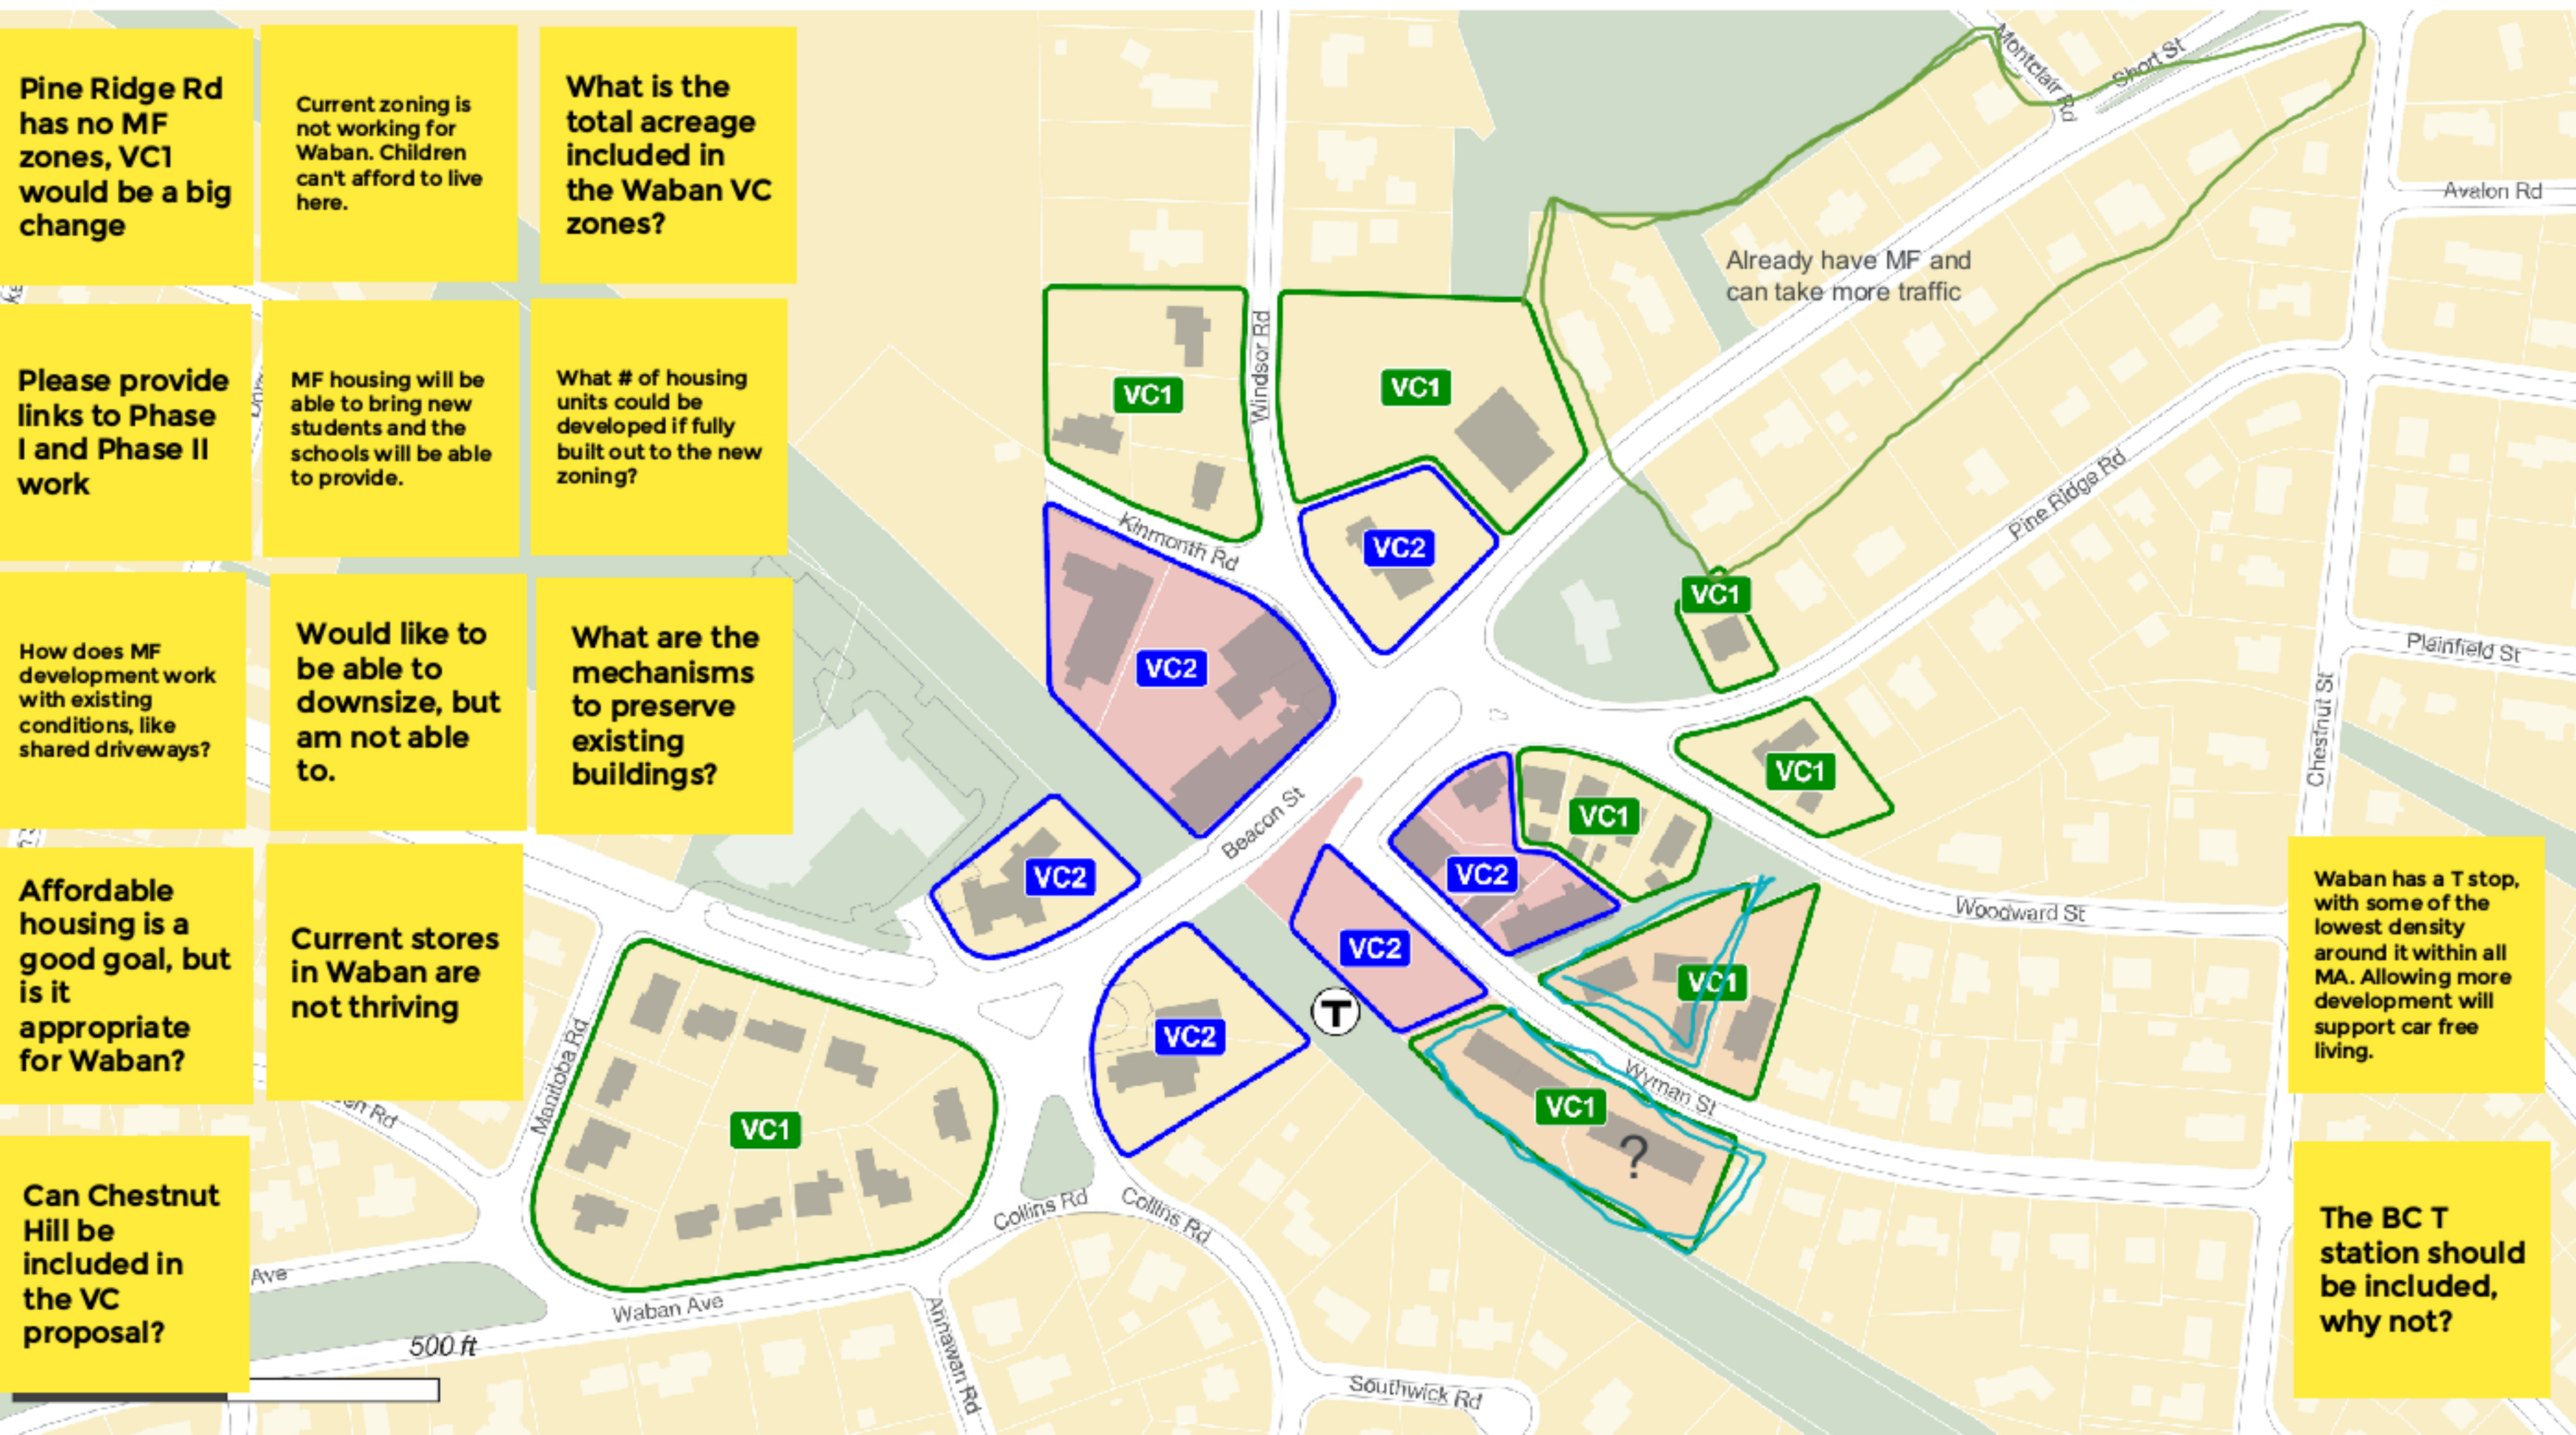 Pine Ridge Rd
has no MF
zones, VC1
would be a big
change
Current zoning is
not working for
Waban. Children
can't afford to live
here.
What is the
total acreage
included in
the Waban VC
zones?
Please provide
links to Phase
I and Phase II
work
MF housing will be
able to bring new
students and the
schools will be able
to provide.
What # of housing
units could be
developed if fully
built out to the new
zoning?
How does MF
development work
with existing
conditions, like
shared driveways?
Would like to
be able to
downsize, but
am not able
to.
What are the
mechanisms
to preserve
existing
buildings?
Affordable
housing is a
good goal, but
is it
appropriate
for Waban?
Current stores
in Waban are
not thriving
Can Chestnut
Hill be
included in
the VC
proposal?
Montclair Rd
Short St
Avalon Rd
Already have MF and
can take more traffic
Windsor Rd
VC1
VC1
Kinmonth Rd
VC2
VC2
VC1
Pine Ridge Rd
Plainfield St
Chestnut St
VC1
VC1
Beacon St
VC2
VC2
VC2
VC1
Woodward St
VC2
T
VC1
?
Wyman St
Manitoba Rd
VC1
Collins Rd
Collins Rd
Rd
Ave
Waban Ave
Annawan Rd
Southwick Rd
500 ft
Waban has a T stop,
with some of the
lowest density
around it within all
MA. Allowing more
development will
support car free
living.
The BC T
station should
be included,
why not?